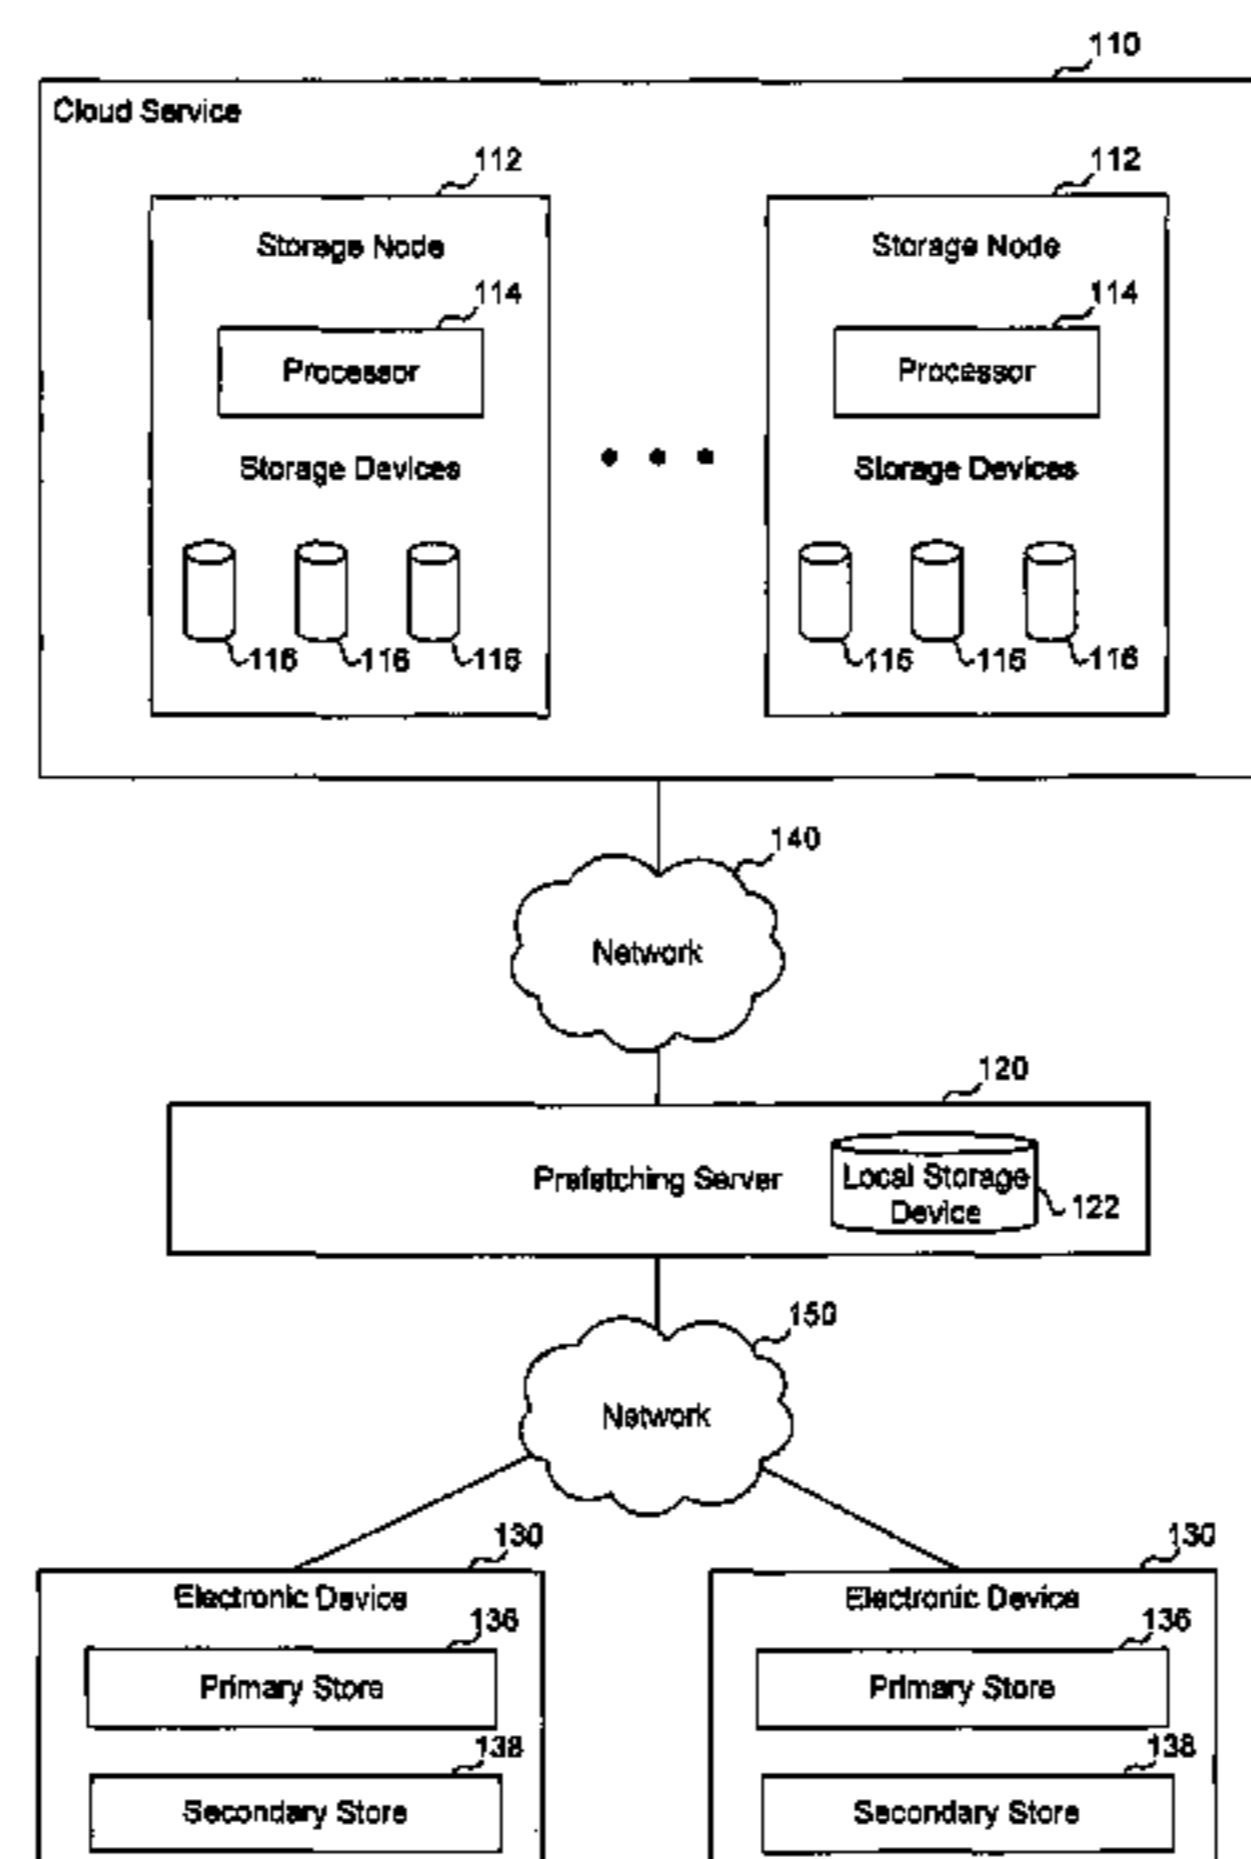 110
Cloud Service
112 112
Storage Node Storage Node
114 114
Processor Processor
Storage Devices Storage Devices
116 116 116 116 116 116
140
Network
120
Prefetching Server
Local Storage
Device
122
150
Network
130 130
Electronic Device Electronic Device
136 136
Primary Store Primary Store
138 138
Secondary Store Secondary Store